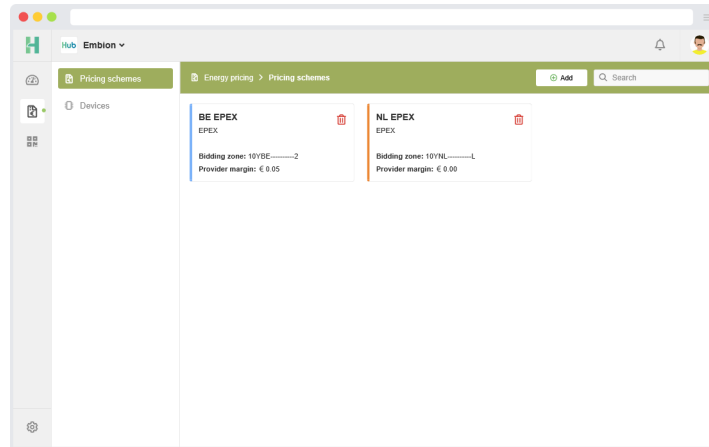 H
Hub Embion
Pricing schemes
Devices
Energy pricing > Pricing schemes
Add
Search
BE EPEX
EPEX
Bidding zone: 10YBE----------2
Provider margin: € 0.05
NL EPEX
EPEX
Bidding zone: 10YNL----------L
Provider margin: € 0.00